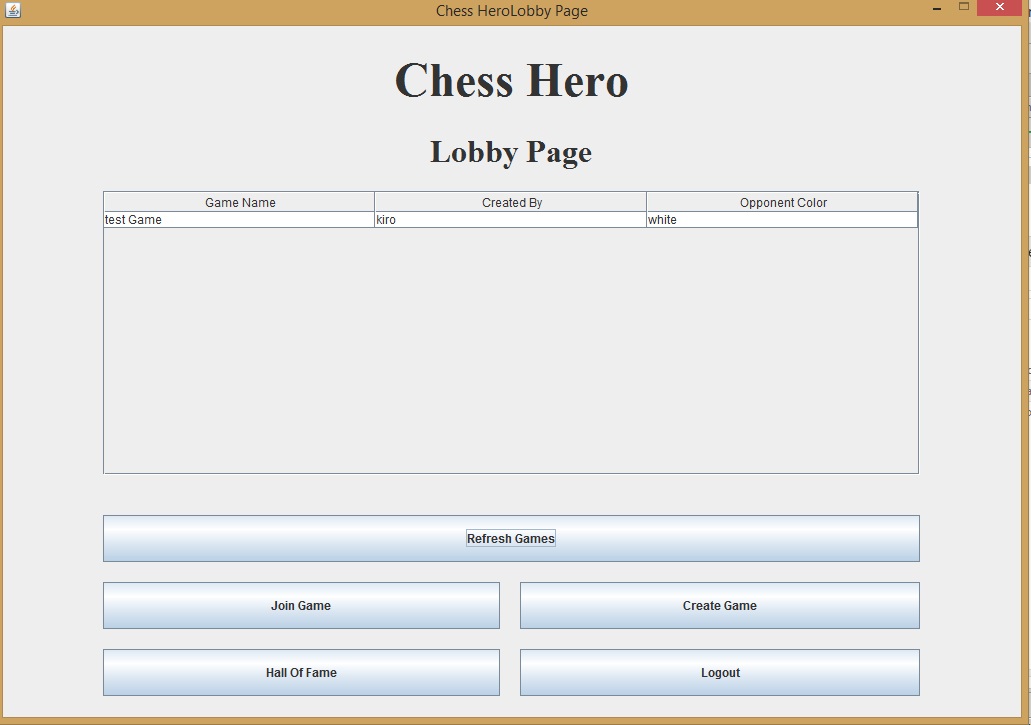 Chess HeroLobby Page
Chess Hero
Lobby Page
Game Name Created By Opponent Color
test Game kiro white
Refresh Games
Join Game Create Game
Hall Of Fame Logout